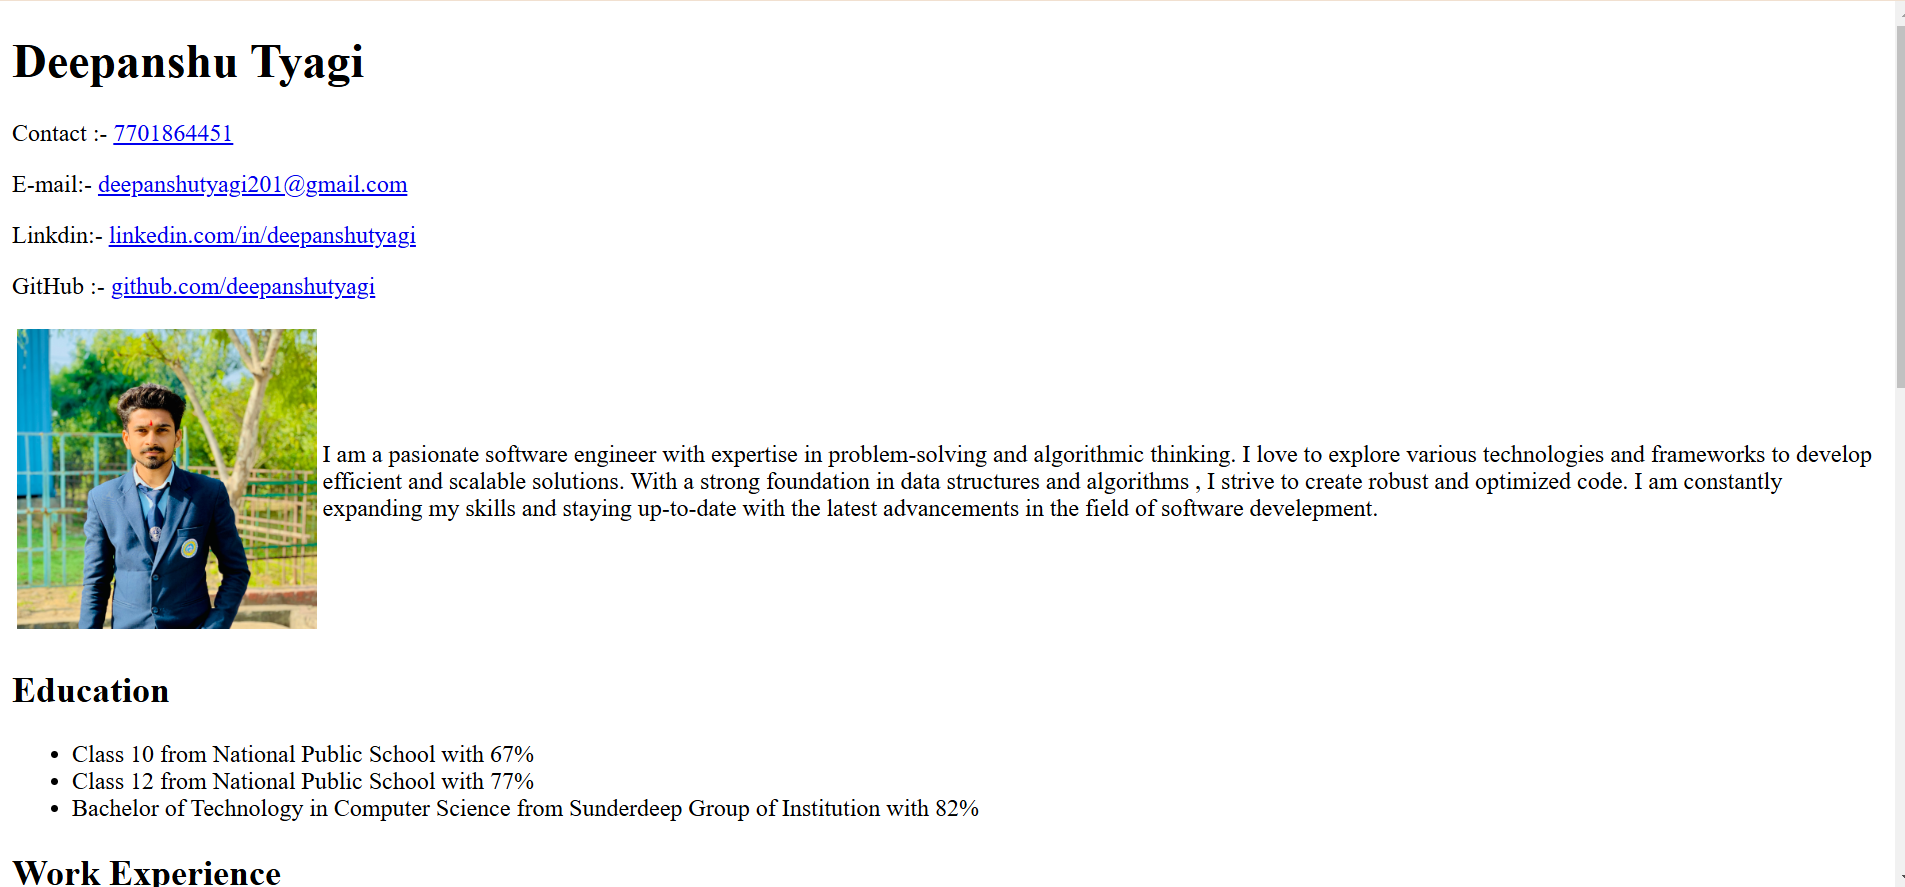 Deepanshu Tyagi
Contact :- 7701864451
E-mail:- deepanshutyagi201@gmail.com
Linkdin:- linkedin.com/in/deepanshutyagi
GitHub :- github.com/deepanshutyagi
I am a pasionate software engineer with expertise in problem-solving and algorithmic thinking. I love to explore various technologies and frameworks to develop
efficient and scalable solutions. With a strong foundation in data structures and algorithms , I strive to create robust and optimized code. I am constantly
expanding my skills and staying up-to-date with the latest advancements in the field of software develepment.
Education
• Class 10 from National Public School with 67%
• Class 12 from National Public School with 77%
• Bachelor of Technology in Computer Science from Sunderdeep Group of Institution with 82%
Work Experience